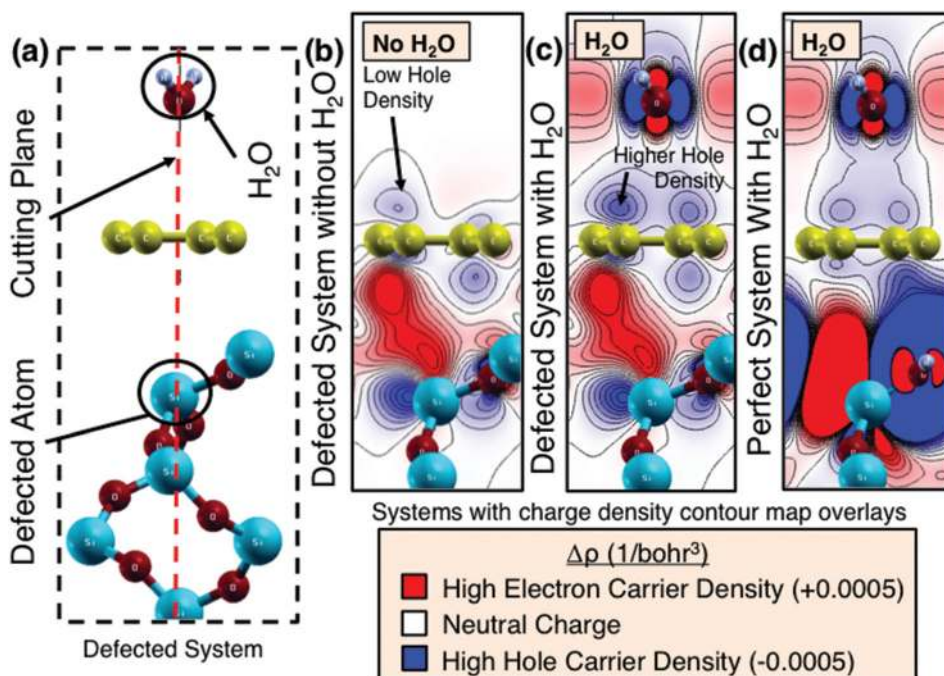 (a)
H₂O
Cutting Plane
Defected Atom
Defected System
(b)
No H₂O
Low Hole
Density
Defected System without H₂O
(c)
H₂O
Higher Hole
Density
Defected System with H₂O
(d)
H₂O
Perfect System With H₂O
Systems with charge density contour map overlays
Δρ (1/bohr³)
High Electron Carrier Density (+0.0005)
Neutral Charge
High Hole Carrier Density (-0.0005)